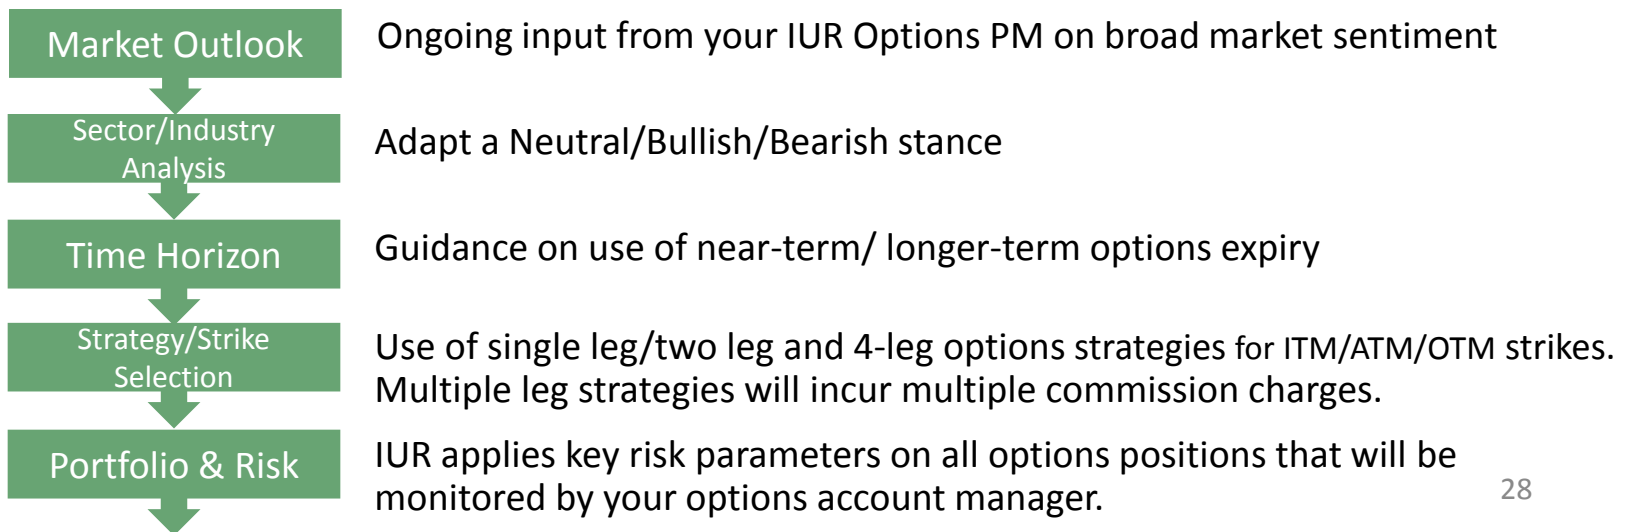 Market Outlook
Ongoing input from your IUR Options PM on broad market sentiment
Sector/Industry
Analysis
Adapt a Neutral/Bullish/Bearish stance
Time Horizon
Guidance on use of near-term/ longer-term options expiry
Strategy/Strike
Selection
Use of single leg/two leg and 4-leg options strategies for ITM/ATM/OTM strikes.
Multiple leg strategies will incur multiple commission charges.
Portfolio & Risk
IUR applies key risk parameters on all options positions that will be
monitored by your options account manager.
28